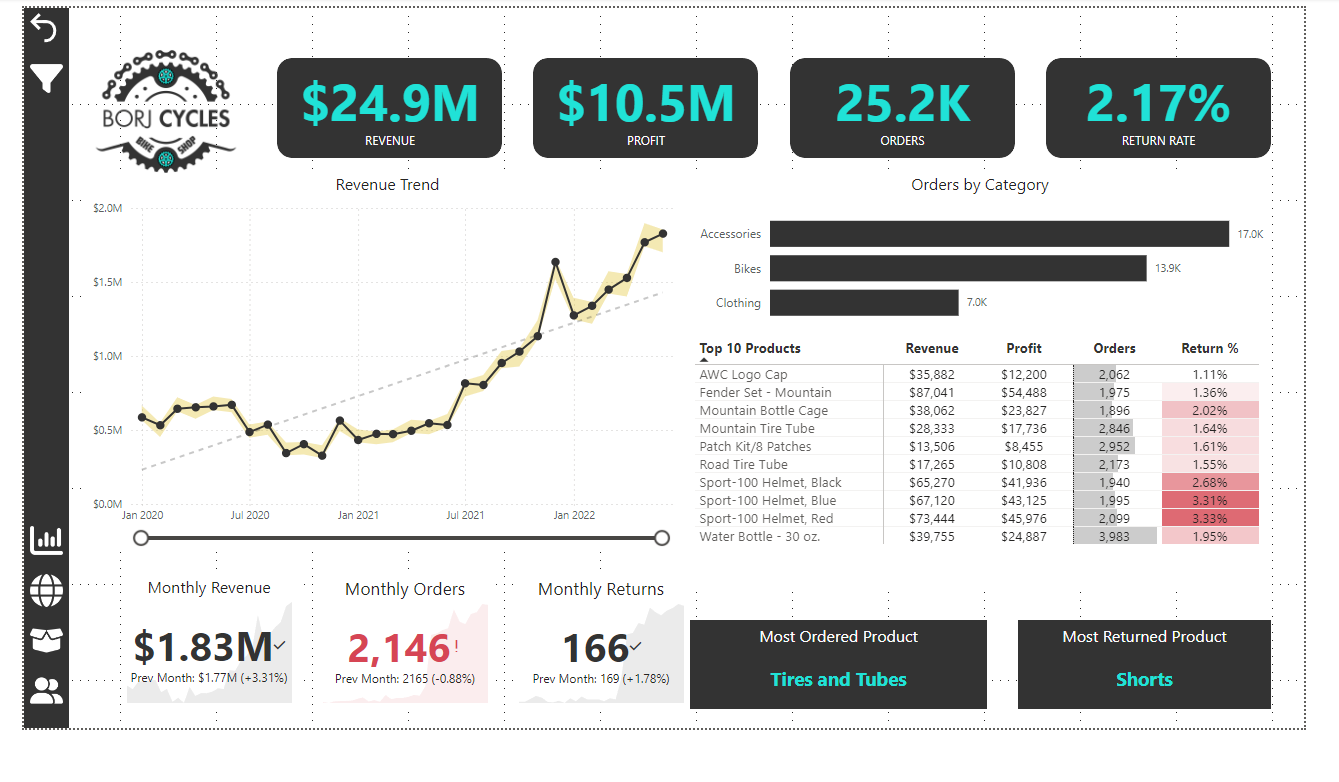 BORJ CYCLES
BIKE SHOP
$24.9M
REVENUE
$10.5M
PROFIT
25.2K
ORDERS
2.17%
RETURN RATE
Revenue Trend
$2.0M
$1.5M
$1.0M
$0.5M
$0.0M
Jan 2020 Jul 2020 Jan 2021 Jul 2021 Jan 2022
Orders by Category
Accessories 17.0K
Bikes 13.9K
Clothing 7.0K
Top 10 Products Revenue Profit Orders Return %
AWC Logo Cap $35,882 $12,200 2,062 1.11%
Fender Set - Mountain $87,041 $54,488 1,975 1.36%
Mountain Bottle Cage $38,062 $23,827 1,896 2.02%
Mountain Tire Tube $28,333 $17,736 2,846 1.64%
Patch Kit/8 Patches $13,506 $8,455 2,952 1.61%
Road Tire Tube $17,265 $10,808 2,173 1.55%
Sport-100 Helmet, Black $65,270 $41,936 1,940 2.68%
Sport-100 Helmet, Blue $67,120 $43,125 1,995 3.31%
Sport-100 Helmet, Red $73,444 $45,976 2,099 3.33%
Water Bottle - 30 oz. $39,755 $24,887 3,983 1.95%
Monthly Revenue
$1.83M✓
Prev Month: $1.77M (+3.31%)
Monthly Orders
2,146!
Prev Month: 2165 (-0.88%)
Monthly Returns
166✓
Prev Month: 169 (+1.78%)
Most Ordered Product
Tires and Tubes
Most Returned Product
Shorts